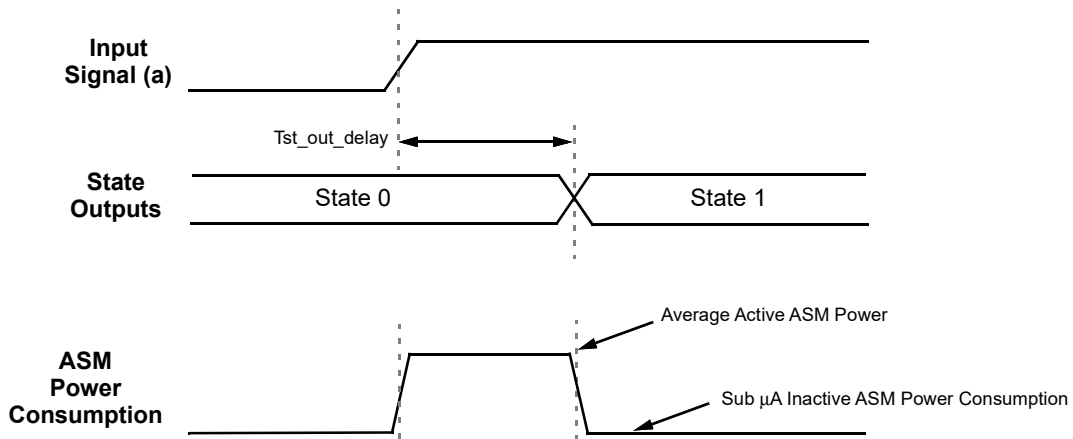 Input
Signal (a)
Tst_out_delay
State
Outputs
State 0
State 1
Average Active ASM Power
ASM
Power
Consumption
Sub μA Inactive ASM Power Consumption